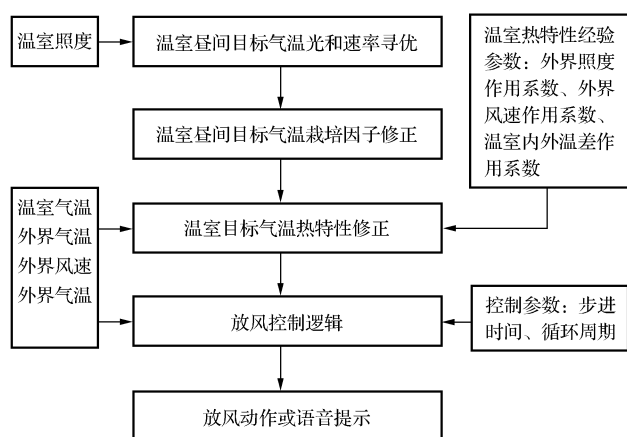 温室照度
温室昼间目标气温光和速率寻优
温室热特性经验
参数：外界照度
作用系数、外界
风速作用系数、
温室内外温差作
用系数
温室昼间目标气温栽培因子修正
温室气温
外界气温
外界风速
外界气温
温室目标气温热特性修正
放风控制逻辑
控制参数：步进
时间、循环周期
放风动作或语音提示